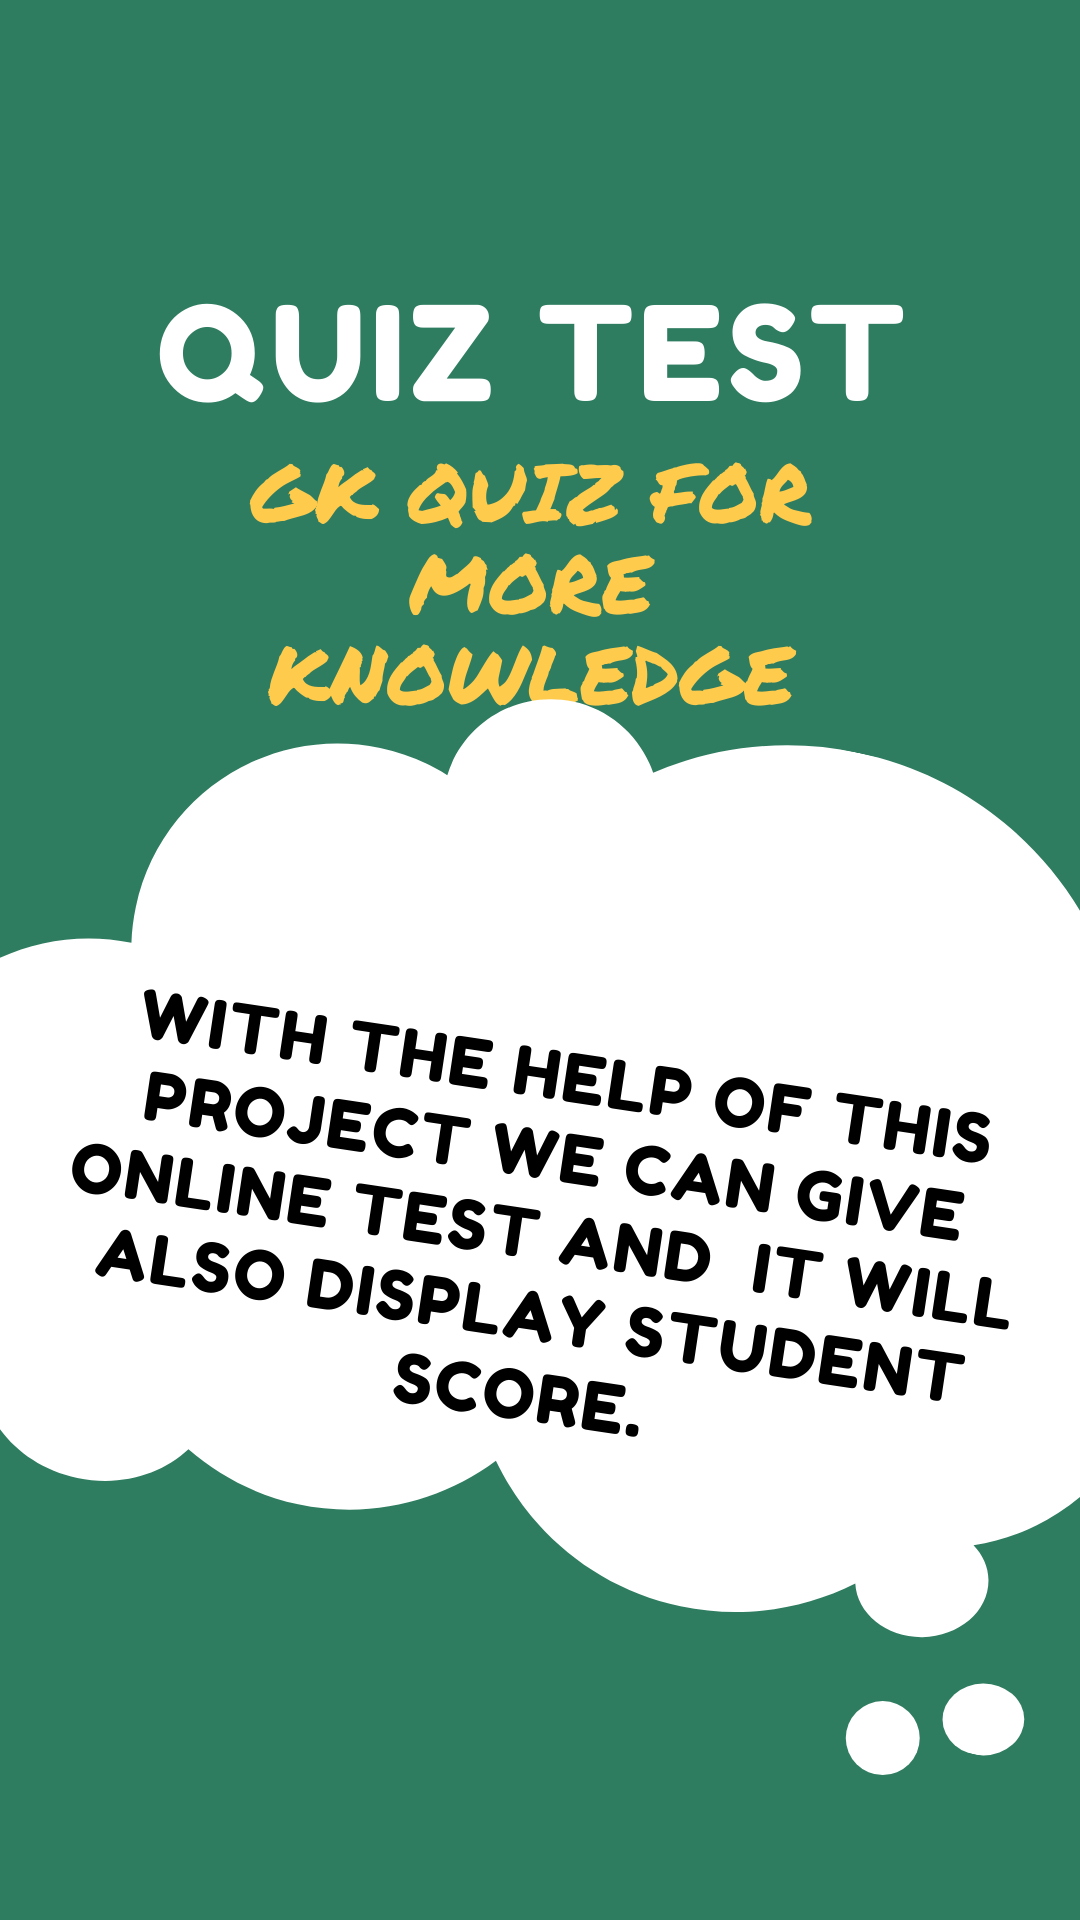 QUIZ TEST
GK QUIZ FOR
MORE
KNOWLEDGE
WITH THE HELP OF THIS
PROJECT WE CAN GIVE
ONLINE TEST AND  IT WILL
ALSO DISPLAY STUDENT
SCORE.